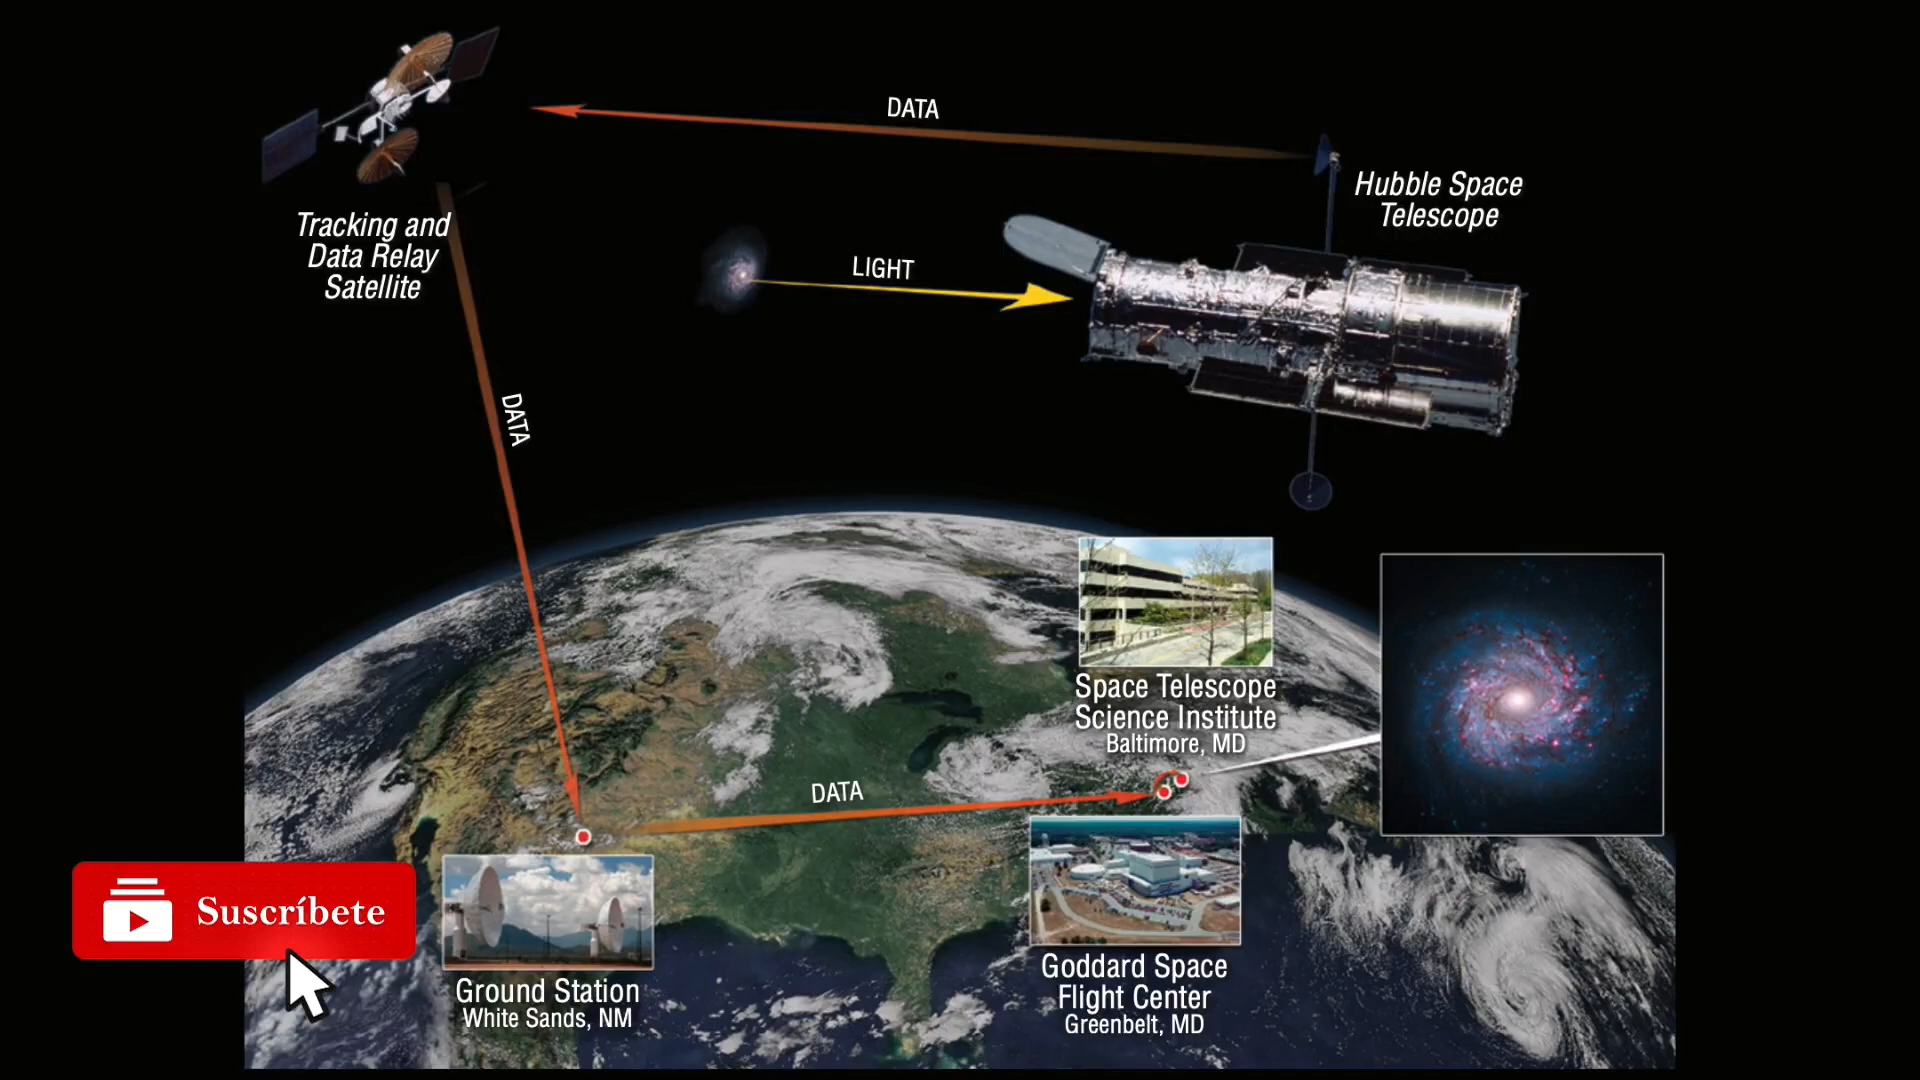 DATA
Hubble Space
Telescope
Tracking and
Data Relay
Satellite
LIGHT
DATA
Space Telescope
Science Institute
Baltimore, MD
DATA
Suscríbete
Ground Station
White Sands, NM
Goddard Space
Flight Center
Greenbelt, MD